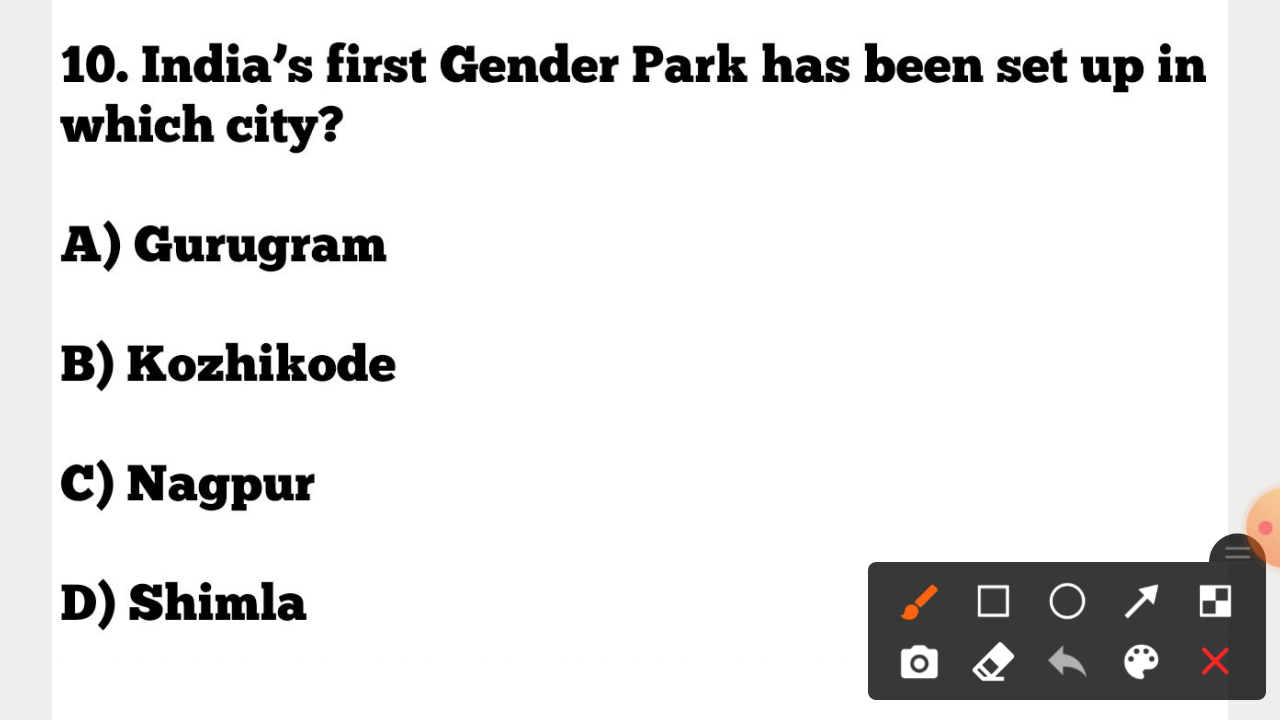 10. India’s first Gender Park has been set up in
which city?
A) Gurugram
B) Kozhikode
C) Nagpur
D) Shimla